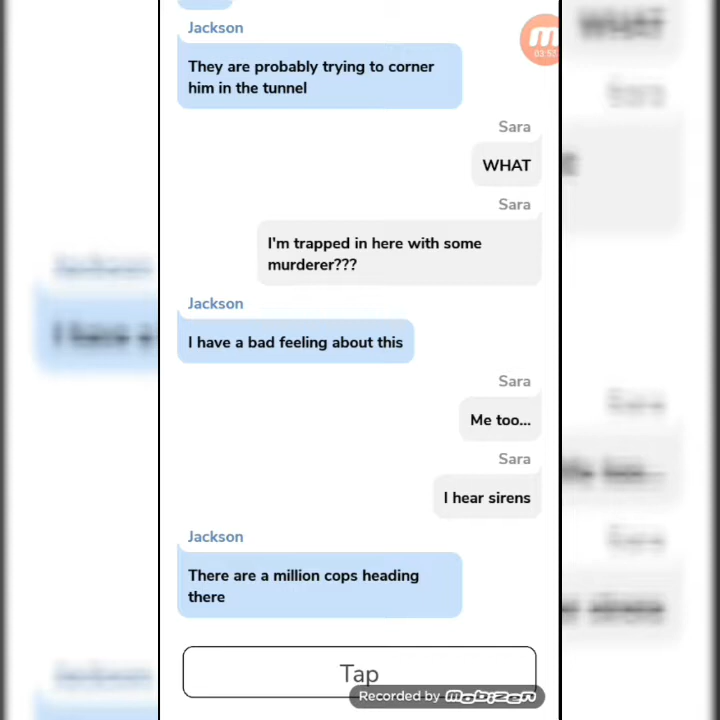 Jackson
They are probably trying to corner
him in the tunnel
03:53
Sara
WHAT
Sara
I'm trapped in here with some
murderer???
Jackson
I have a bad feeling about this
Sara
Me too...
Sara
I hear sirens
Jackson
There are a million cops heading
there
Tap
Recorded by mobizen